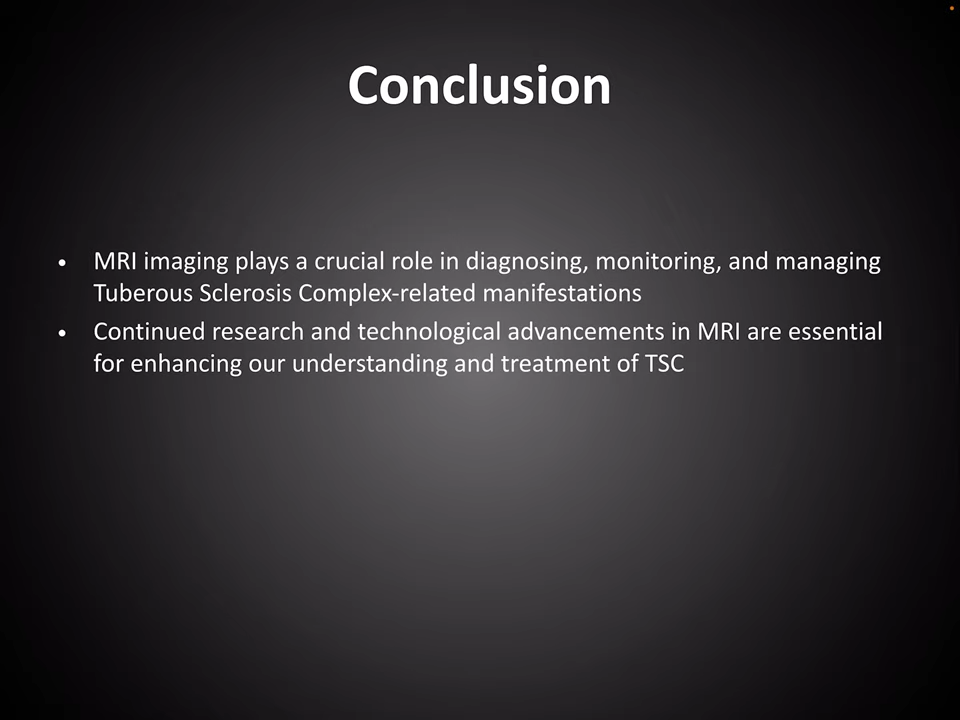 Conclusion
• MRI imaging plays a crucial role in diagnosing, monitoring, and managing
Tuberous Sclerosis Complex-related manifestations
• Continued research and technological advancements in MRI are essential
for enhancing our understanding and treatment of TSC